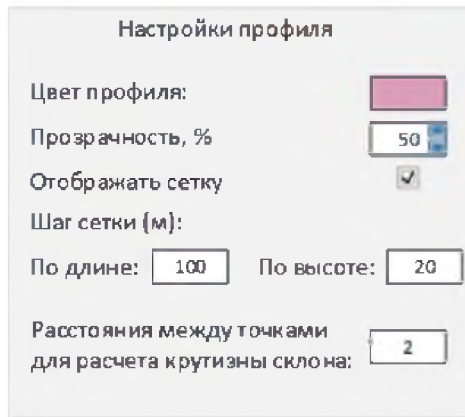 Настройки профиля
Цвет профиля:
Прозрачность, % 50
Отображать сетку
Шаг сетки (м):
По длине: 100 По высоте: 20
Расстояния между точками
для расчета крутизны склона: 2